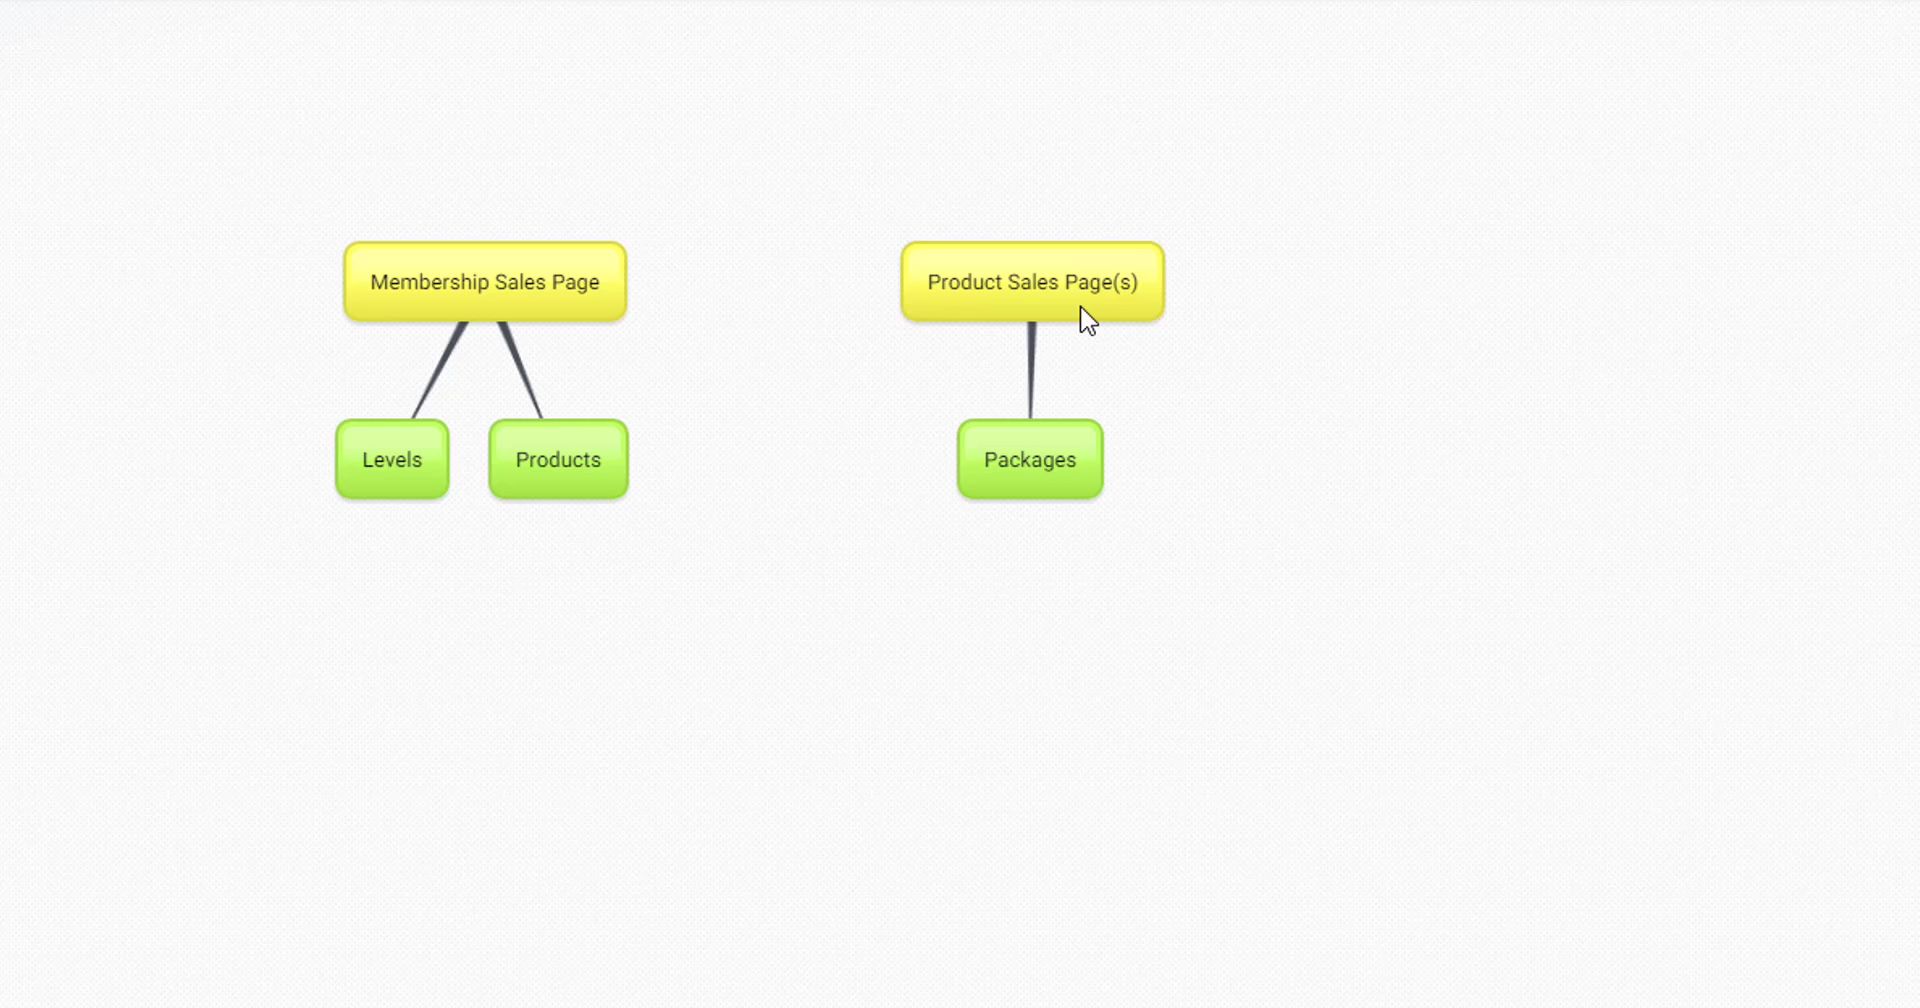 Membership Sales Page
Product Sales Page(s)
Levels
Products
Packages